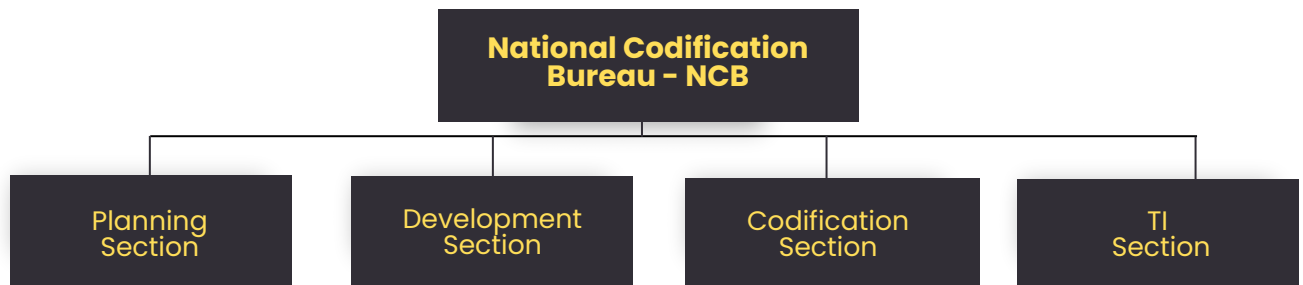 National Codification
Bureau - NCB
Planning
Section
Development
Section
Codification
Section
TI
Section